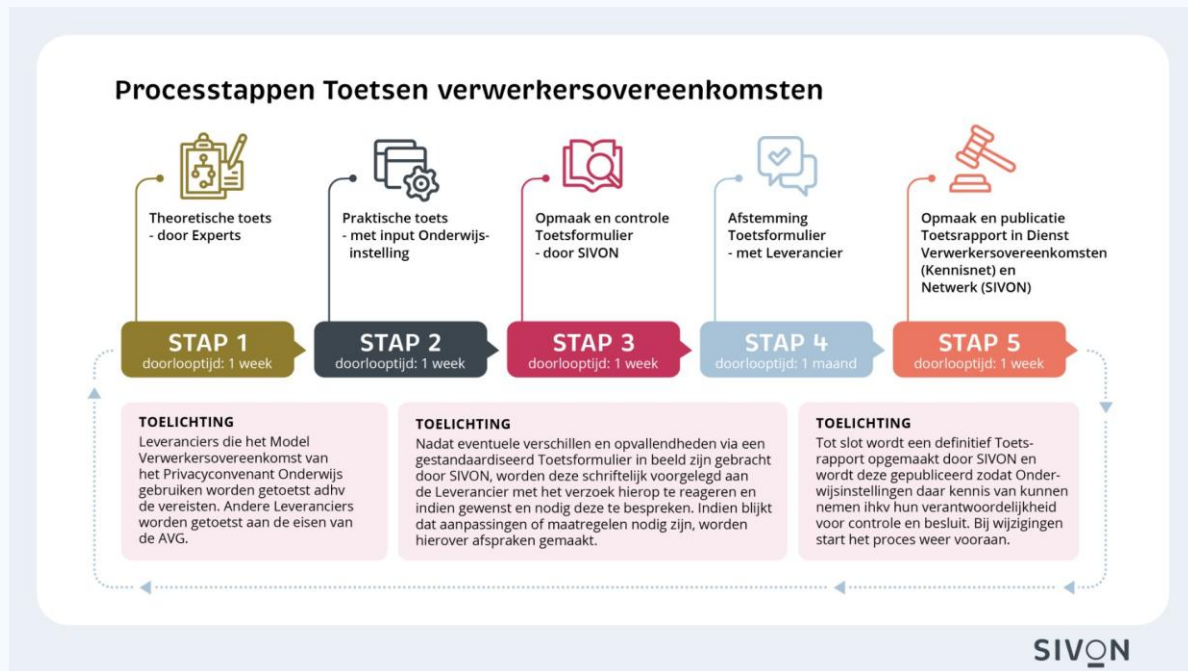 Processtappen Toetsen verwerkersovereenkomsten
Theoretische toets
- door Experts
Praktische toets
- met input Onderwijs-
instelling
Opmaak en controle
Toetsformulier
- door SIVON
Afstemming
Toetsformulier
- met Leverancier
Opmaak en publicatie
Toetsrapport in Dienst
Verwerkersovereenkomsten
(Kennisnet) en
Netwerk (SIVON)
STAP 1
doorlooptijd: 1 week
STAP 2
doorlooptijd: 1 week
STAP 3
doorlooptijd: 1 week
STAP 4
doorlooptijd: 1 maand
STAP 5
doorlooptijd: 1 week
TOELICHTING
Leveranciers die het Model
Verwerkersovereenkomst van
het Privacyconvenant Onderwijs
gebruiken worden getoetst adhv
de vereisten. Andere Leveranciers
worden getoetst aan de eisen van
de AVG.
TOELICHTING
Nadat eventuele verschillen en opvallendheden via een
gestandaardiseerd Toetsformulier in beeld zijn gebracht
door SIVON, worden deze schriftelijk voorgelegd aan
de Leverancier met het verzoek hierop te reageren en
indien gewenst en nodig deze te bespreken. Indien blijkt
dat aanpassingen of maatregelen nodig zijn, worden
hierover afspraken gemaakt.
TOELICHTING
Tot slot wordt een definitief Toets-
rapport opgemaakt door SIVON en
wordt deze gepubliceerd zodat Onder-
wijsinstellingen daar kennis van kunnen
nemen ihkv hun verantwoordelijkheid
voor controle en besluit. Bij wijzigingen
start het proces weer vooraan.
SIVON